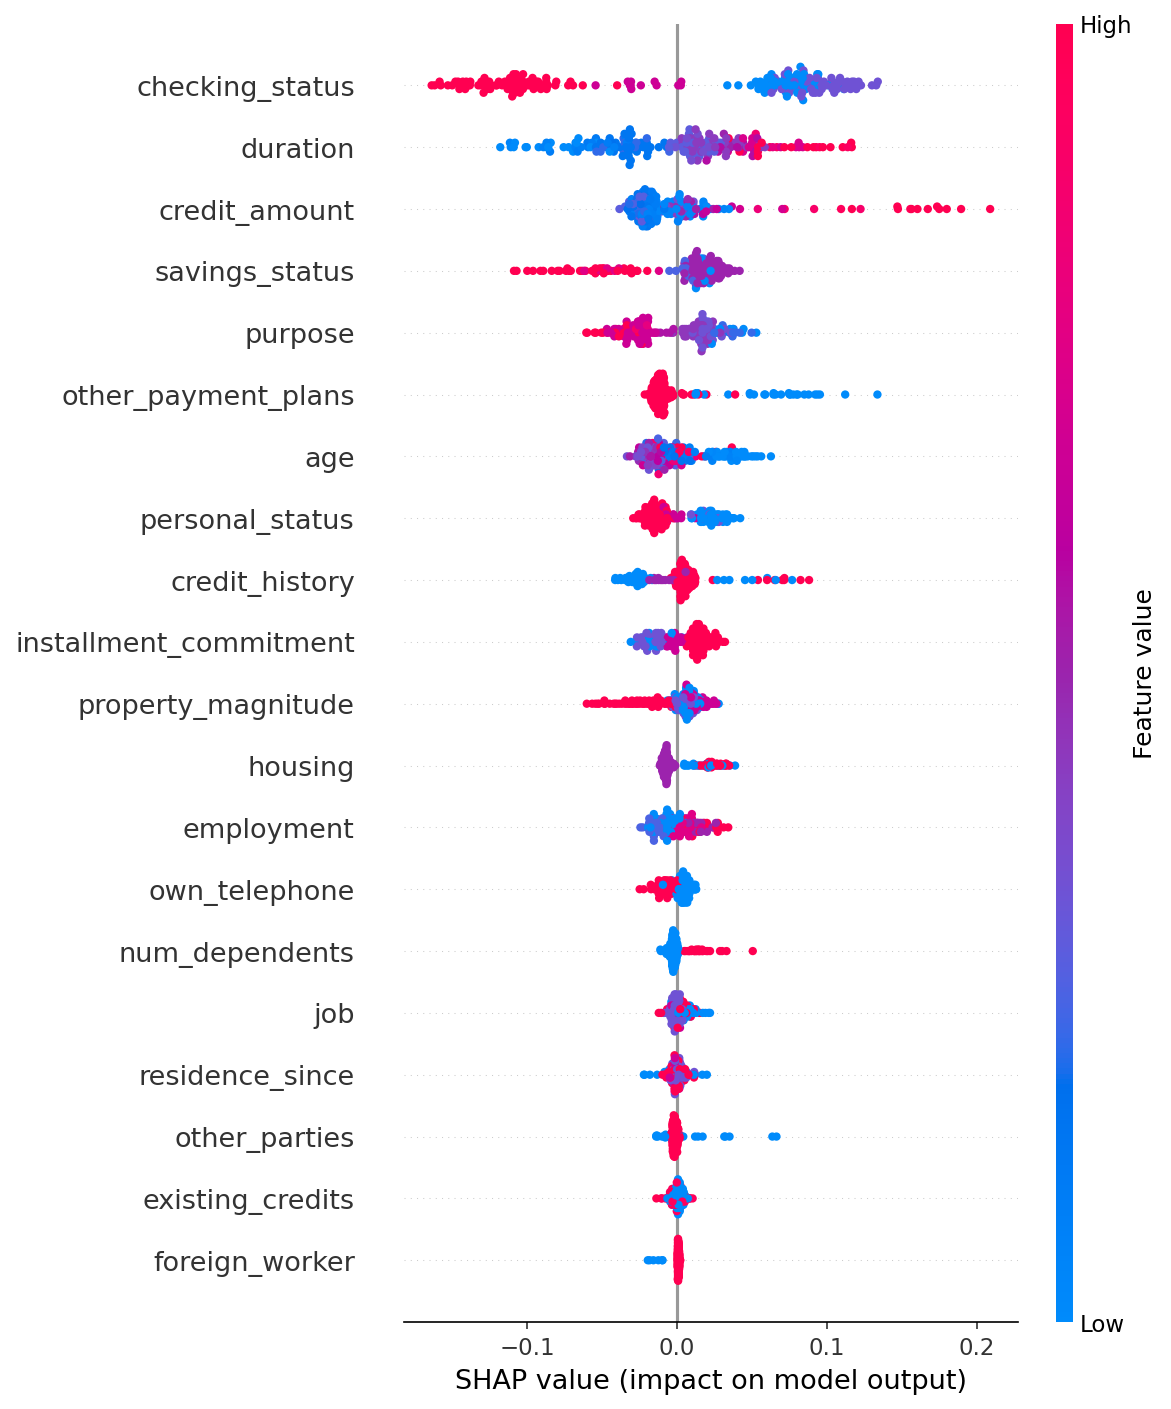 High
checking_status
duration
credit_amount
savings_status
purpose
other_payment_plans
age
personal_status
credit_history
installment_commitment
property_magnitude
housing
employment
own_telephone
num_dependents
job
residence_since
other_parties
existing_credits
foreign_worker
Feature value
Low
−0.1 0.0 0.1 0.2
SHAP value (impact on model output)